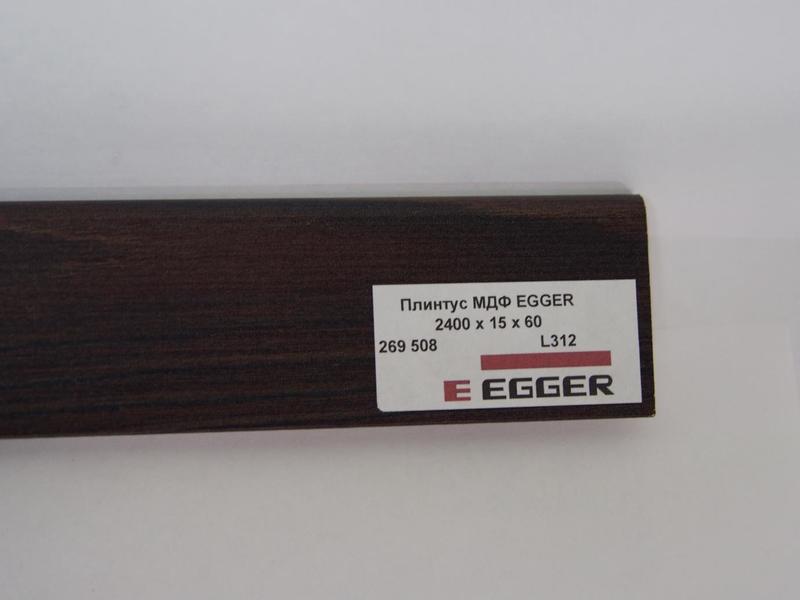 Плинтус МДФ EGGER
2400 x 15 x 60
269 508 L312
E EGGER